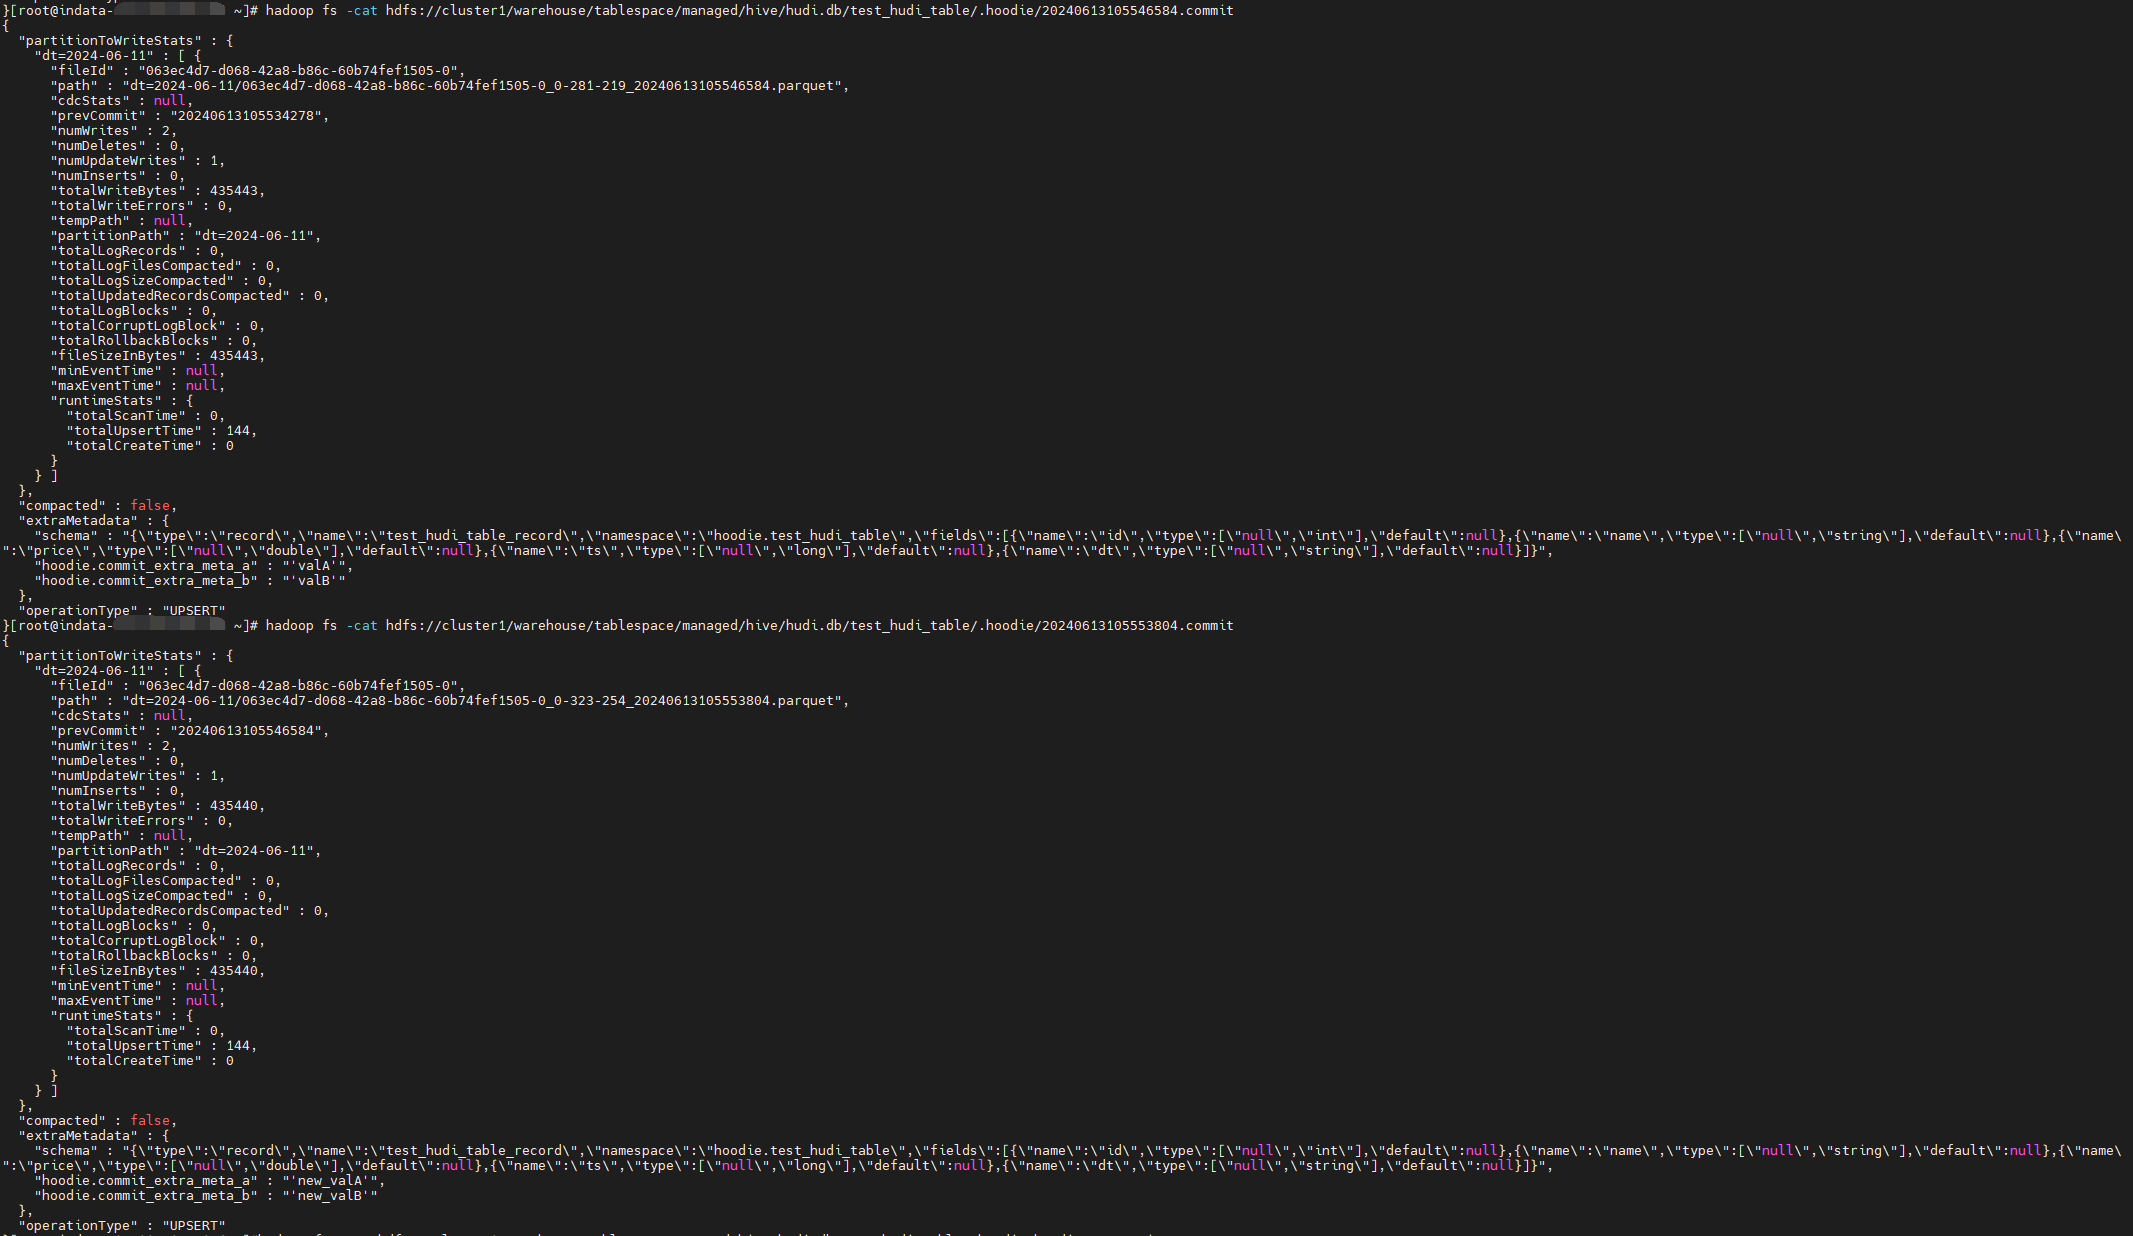 }[root@indata- ~]# hadoop fs -cat hdfs://cluster1/warehouse/tablespace/managed/hive/hudi.db/test_hudi_table/.hoodie/20240613105546584.commit
{
  "partitionToWriteStats" : {
    "dt=2024-06-11" : [ {
      "fileId" : "063ec4d7-d068-42a8-b86c-60b74fef1505-0",
      "path" : "dt=2024-06-11/063ec4d7-d068-42a8-b86c-60b74fef1505-0_0-281-219_20240613105546584.parquet",
      "cdcStats" : null,
      "prevCommit" : "20240613105534278",
      "numWrites" : 2,
      "numDeletes" : 0,
      "numUpdateWrites" : 1,
      "numInserts" : 0,
      "totalWriteBytes" : 435443,
      "totalWriteErrors" : 0,
      "tempPath" : null,
      "partitionPath" : "dt=2024-06-11",
      "totalLogRecords" : 0,
      "totalLogFilesCompacted" : 0,
      "totalLogSizeCompacted" : 0,
      "totalUpdatedRecordsCompacted" : 0,
      "totalLogBlocks" : 0,
      "totalCorruptLogBlock" : 0,
      "totalRollbackBlocks" : 0,
      "fileSizeInBytes" : 435443,
      "minEventTime" : null,
      "maxEventTime" : null,
      "runtimeStats" : {
        "totalScanTime" : 0,
        "totalUpsertTime" : 144,
        "totalCreateTime" : 0
      }
    } ]
  },
  "compacted" : false,
  "extraMetadata" : {
    "schema" : "{\"type\":\"record\",\"name\":\"test_hudi_table_record\",\"namespace\":\"hoodie.test_hudi_table\",\"fields\":[{\"name\":\"id\",\"type\":[\"null\",\"int\"],\"default\":null},{\"name\":\"name\",\"type\":[\"null\",\"string\"],\"default\":null},{\"name\
":\"price\",\"type\":[\"null\",\"double\"],\"default\":null},{\"name\":\"ts\",\"type\":[\"null\",\"long\"],\"default\":null},{\"name\":\"dt\",\"type\":[\"null\",\"string\"],\"default\":null}]}",
    "hoodie.commit_extra_meta_a" : "'valA'",
    "hoodie.commit_extra_meta_b" : "'valB'"
  },
  "operationType" : "UPSERT"
}[root@indata- ~]# hadoop fs -cat hdfs://cluster1/warehouse/tablespace/managed/hive/hudi.db/test_hudi_table/.hoodie/20240613105553804.commit
{
  "partitionToWriteStats" : {
    "dt=2024-06-11" : [ {
      "fileId" : "063ec4d7-d068-42a8-b86c-60b74fef1505-0",
      "path" : "dt=2024-06-11/063ec4d7-d068-42a8-b86c-60b74fef1505-0_0-323-254_20240613105553804.parquet",
      "cdcStats" : null,
      "prevCommit" : "20240613105546584",
      "numWrites" : 2,
      "numDeletes" : 0,
      "numUpdateWrites" : 1,
      "numInserts" : 0,
      "totalWriteBytes" : 435440,
      "totalWriteErrors" : 0,
      "tempPath" : null,
      "partitionPath" : "dt=2024-06-11",
      "totalLogRecords" : 0,
      "totalLogFilesCompacted" : 0,
      "totalLogSizeCompacted" : 0,
      "totalUpdatedRecordsCompacted" : 0,
      "totalLogBlocks" : 0,
      "totalCorruptLogBlock" : 0,
      "totalRollbackBlocks" : 0,
      "fileSizeInBytes" : 435440,
      "minEventTime" : null,
      "maxEventTime" : null,
      "runtimeStats" : {
        "totalScanTime" : 0,
        "totalUpsertTime" : 144,
        "totalCreateTime" : 0
      }
    } ]
  },
  "compacted" : false,
  "extraMetadata" : {
    "schema" : "{\"type\":\"record\",\"name\":\"test_hudi_table_record\",\"namespace\":\"hoodie.test_hudi_table\",\"fields\":[{\"name\":\"id\",\"type\":[\"null\",\"int\"],\"default\":null},{\"name\":\"name\",\"type\":[\"null\",\"string\"],\"default\":null},{\"name\
":\"price\",\"type\":[\"null\",\"double\"],\"default\":null},{\"name\":\"ts\",\"type\":[\"null\",\"long\"],\"default\":null},{\"name\":\"dt\",\"type\":[\"null\",\"string\"],\"default\":null}]}",
    "hoodie.commit_extra_meta_a" : "'new_valA'",
    "hoodie.commit_extra_meta_b" : "'new_valB'"
  },
  "operationType" : "UPSERT"